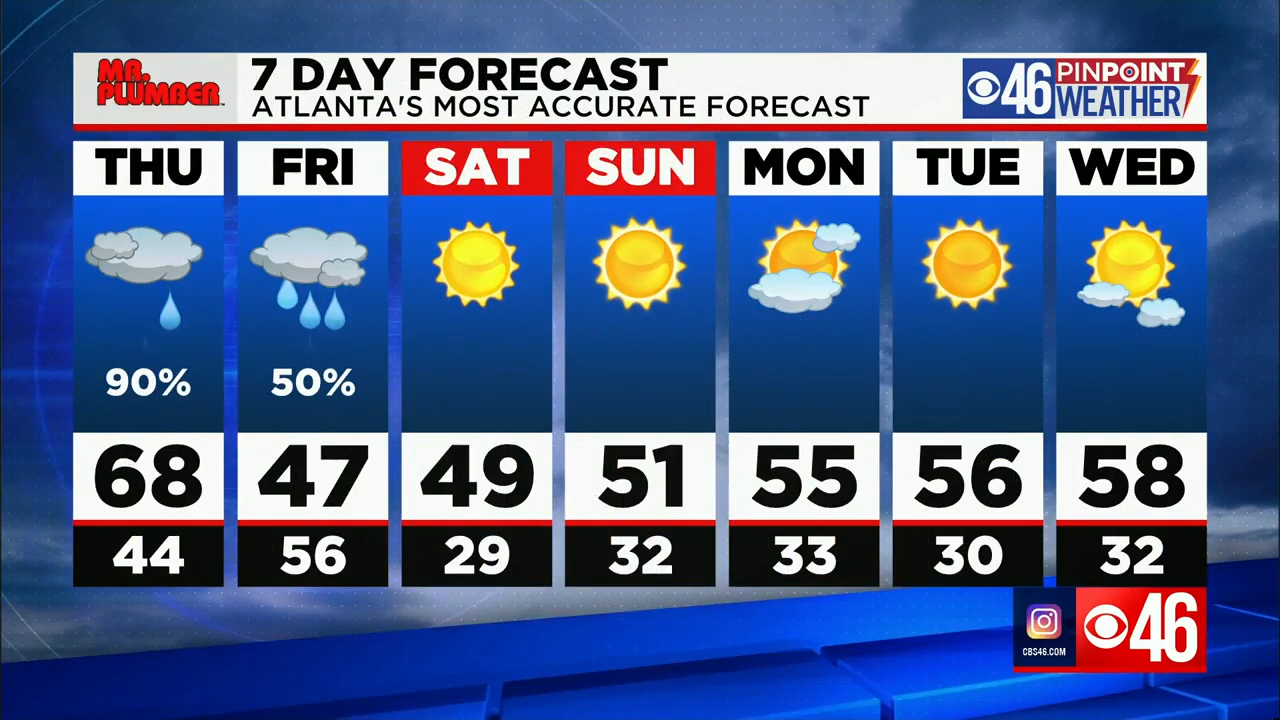 MR. PLUMBER
7 DAY FORECAST
ATLANTA'S MOST ACCURATE FORECAST
46 PINPOINT WEATHER
THU FRI SAT SUN MON TUE WED
90% 50%
68 47 49 51 55 56 58
44 56 29 32 33 30 32
CBS46.COM
46